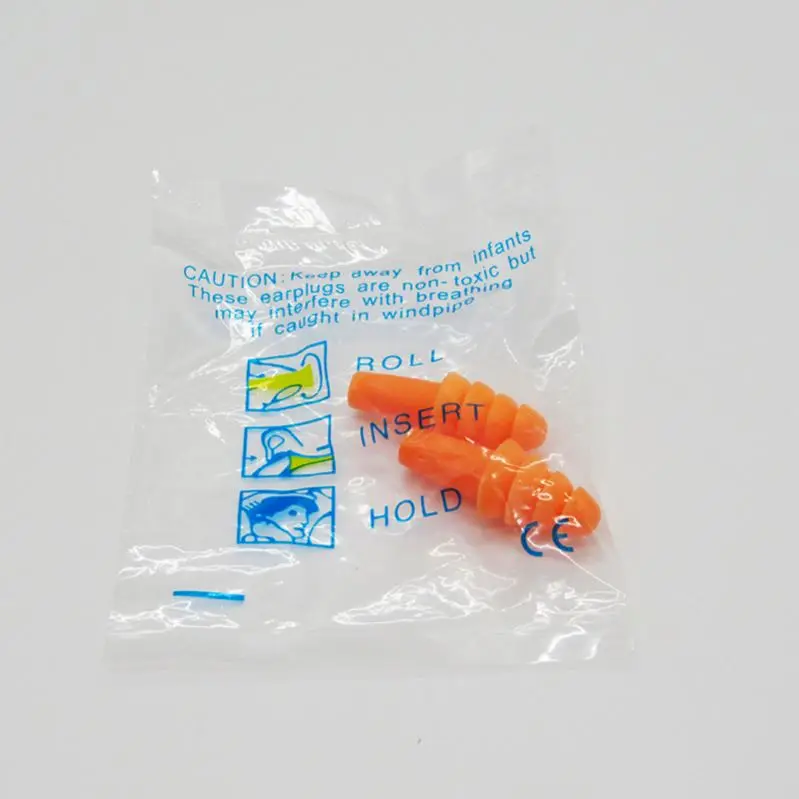 CAUTION: Keep away from infants
These earplugs are non-toxic but
may interfere with breathing
if caught in windpipe
ROLL
INSERT
HOLD
CE